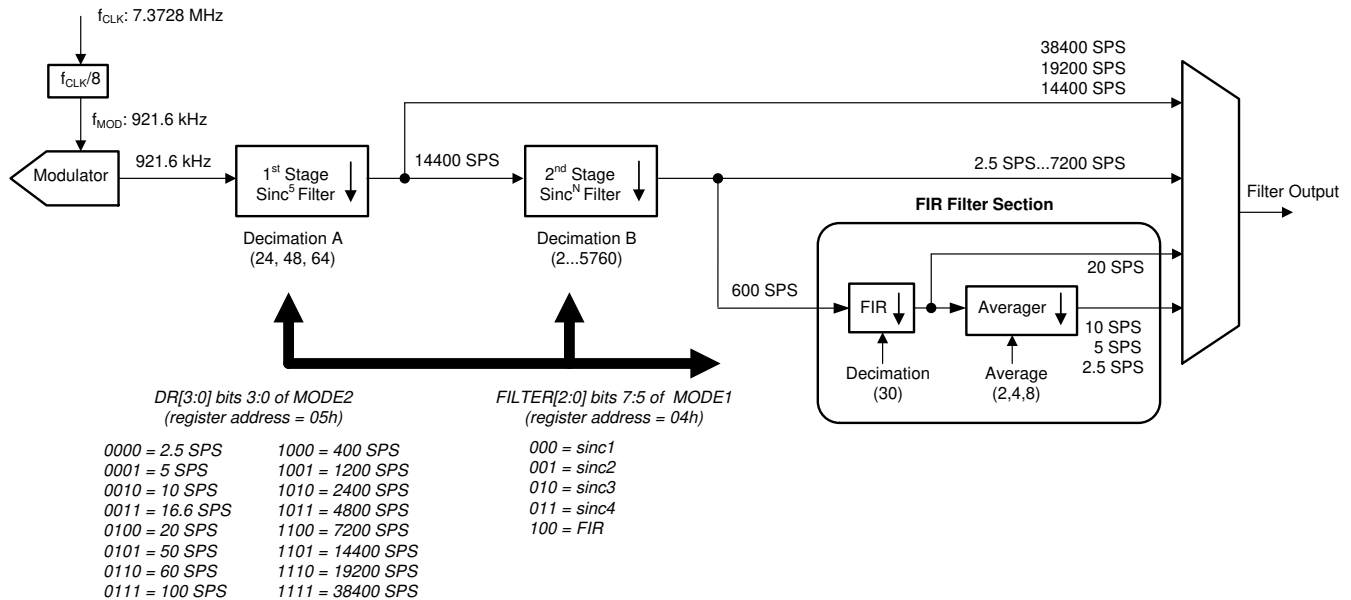 f_CLK: 7.3728 MHz
f_CLK/8
f_MOD: 921.6 kHz
Modulator
921.6 kHz
1st Stage
Sinc5 Filter
Decimation A
(24, 48, 64)
14400 SPS
2nd Stage
SincN Filter
Decimation B
(2...5760)
38400 SPS
19200 SPS
14400 SPS
2.5 SPS...7200 SPS
Filter Output
FIR Filter Section
600 SPS
FIR
Decimation
(30)
Averager
Average
(2,4,8)
20 SPS
10 SPS
5 SPS
2.5 SPS
DR[3:0] bits 3:0 of MODE2
(register address = 05h)
0000 = 2.5 SPS
0001 = 5 SPS
0010 = 10 SPS
0011 = 16.6 SPS
0100 = 20 SPS
0101 = 50 SPS
0110 = 60 SPS
0111 = 100 SPS
1000 = 400 SPS
1001 = 1200 SPS
1010 = 2400 SPS
1011 = 4800 SPS
1100 = 7200 SPS
1101 = 14400 SPS
1110 = 19200 SPS
1111 = 38400 SPS
FILTER[2:0] bits 7:5 of MODE1
(register address = 04h)
000 = sinc1
001 = sinc2
010 = sinc3
011 = sinc4
100 = FIR